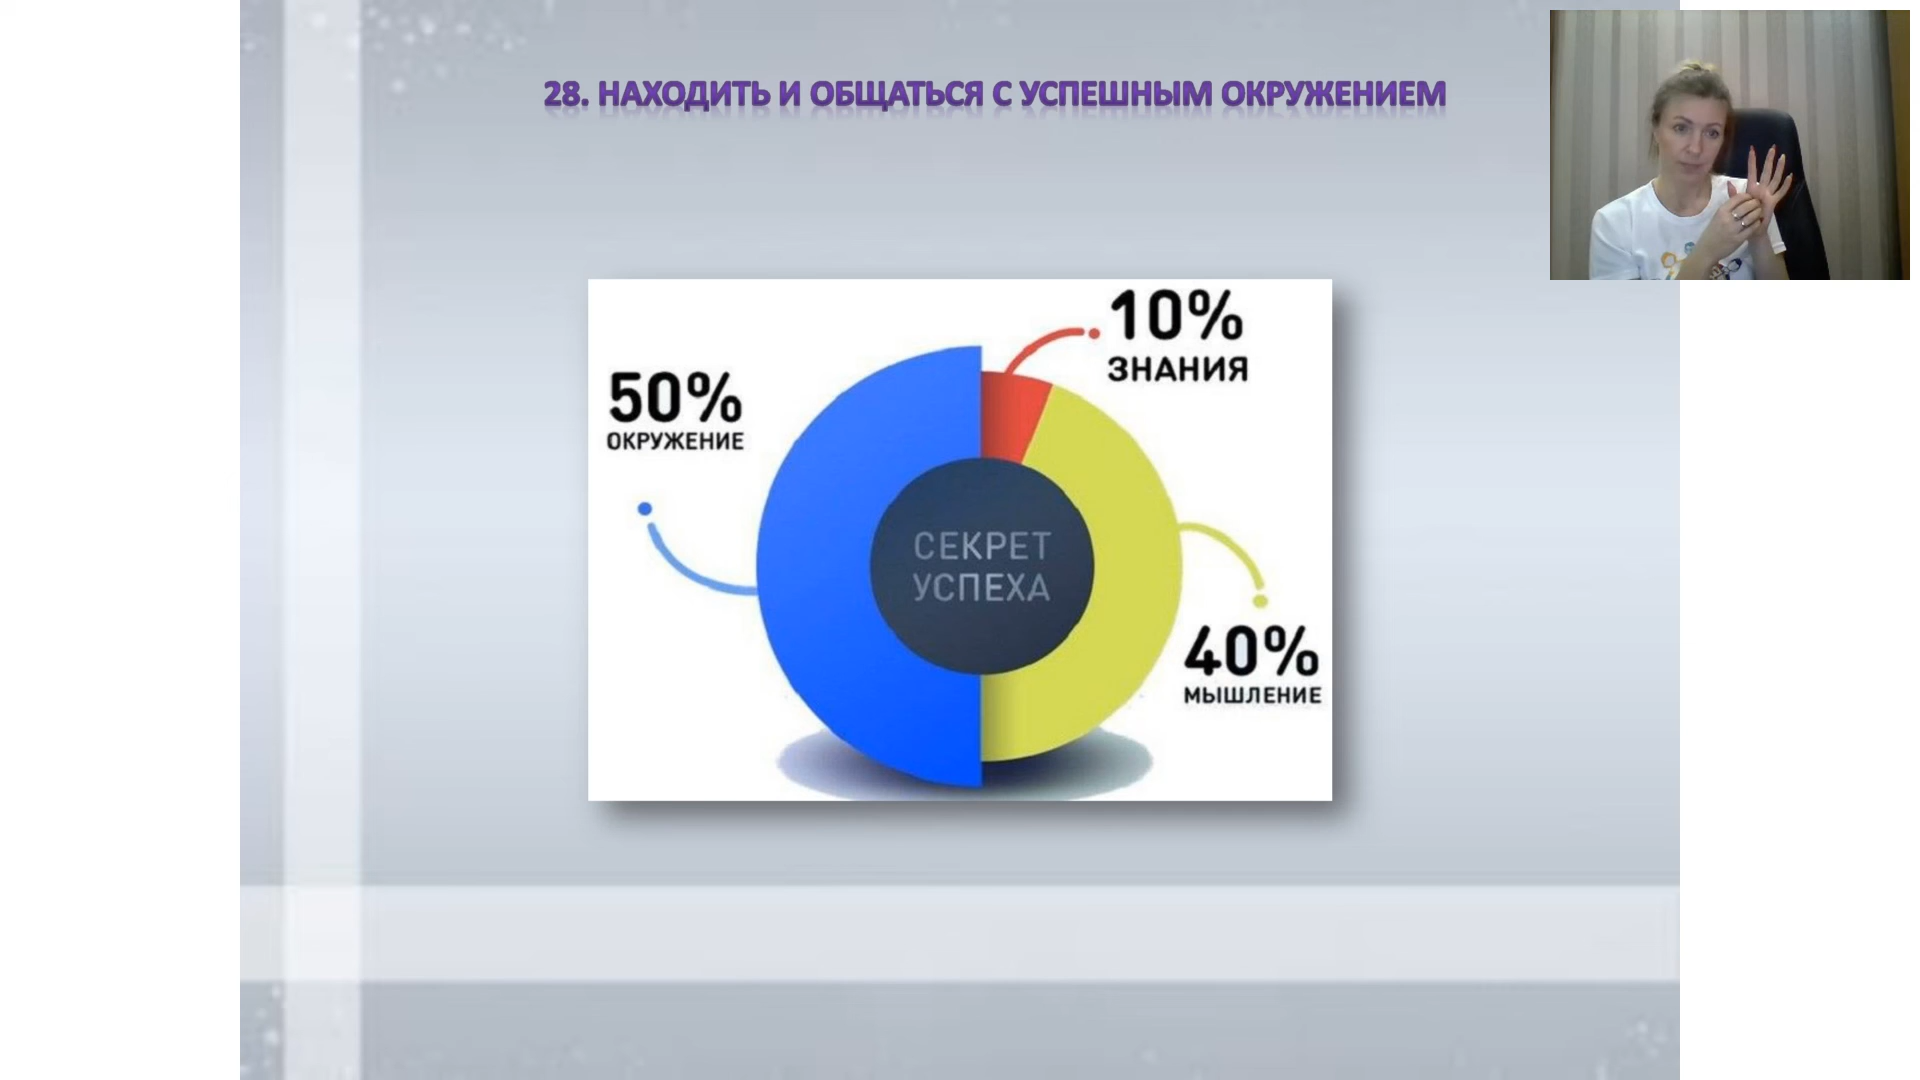 28. НАХОДИТЬ И ОБЩАТЬСЯ С УСПЕШНЫМ ОКРУЖЕНИЕМ
10%
ЗНАНИЯ
50%
ОКРУЖЕНИЕ
СЕКРЕТ
УСПЕХА
40%
МЫШЛЕНИЕ